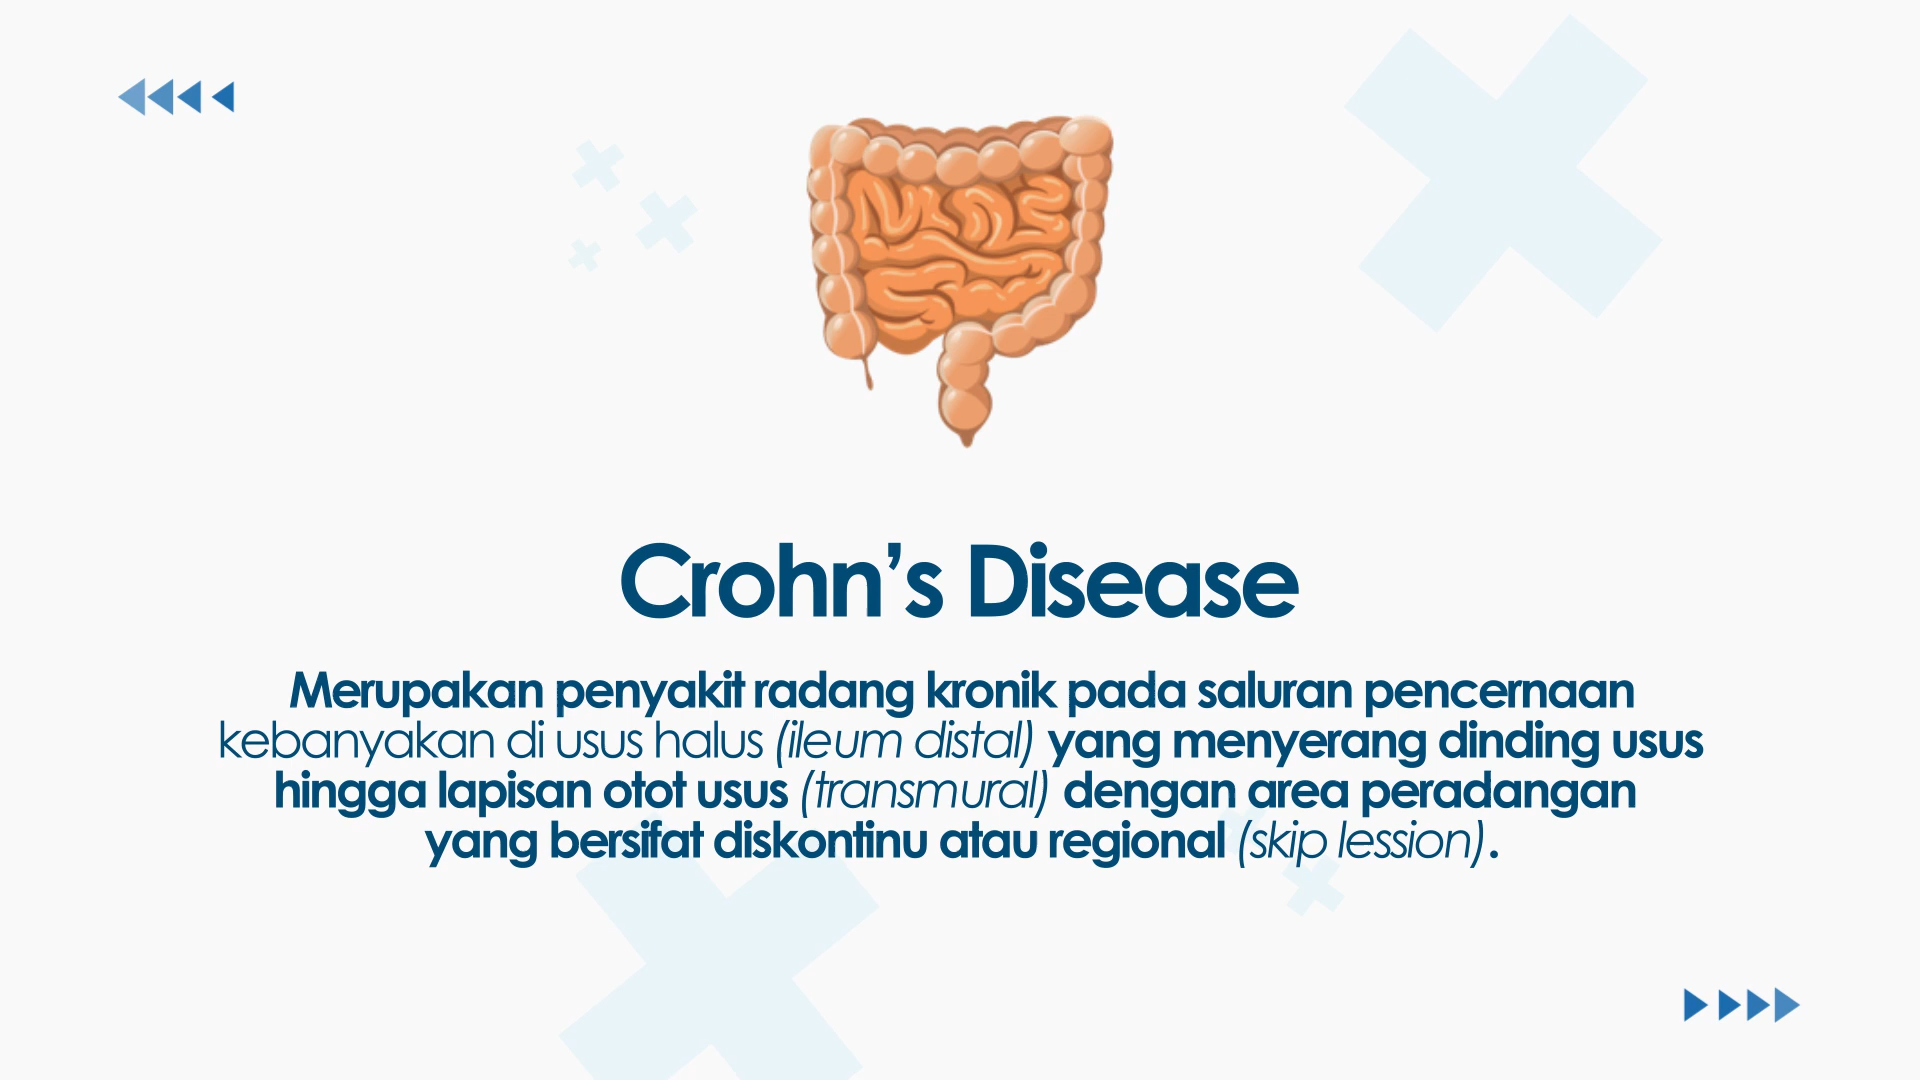 Crohn’s Disease
Merupakan penyakit radang kronik pada saluran pencernaan
kebanyakan di usus halus (ileum distal) yang menyerang dinding usus
hingga lapisan otot usus (transmural) dengan area peradangan
yang bersifat diskontinu atau regional (skip lession).